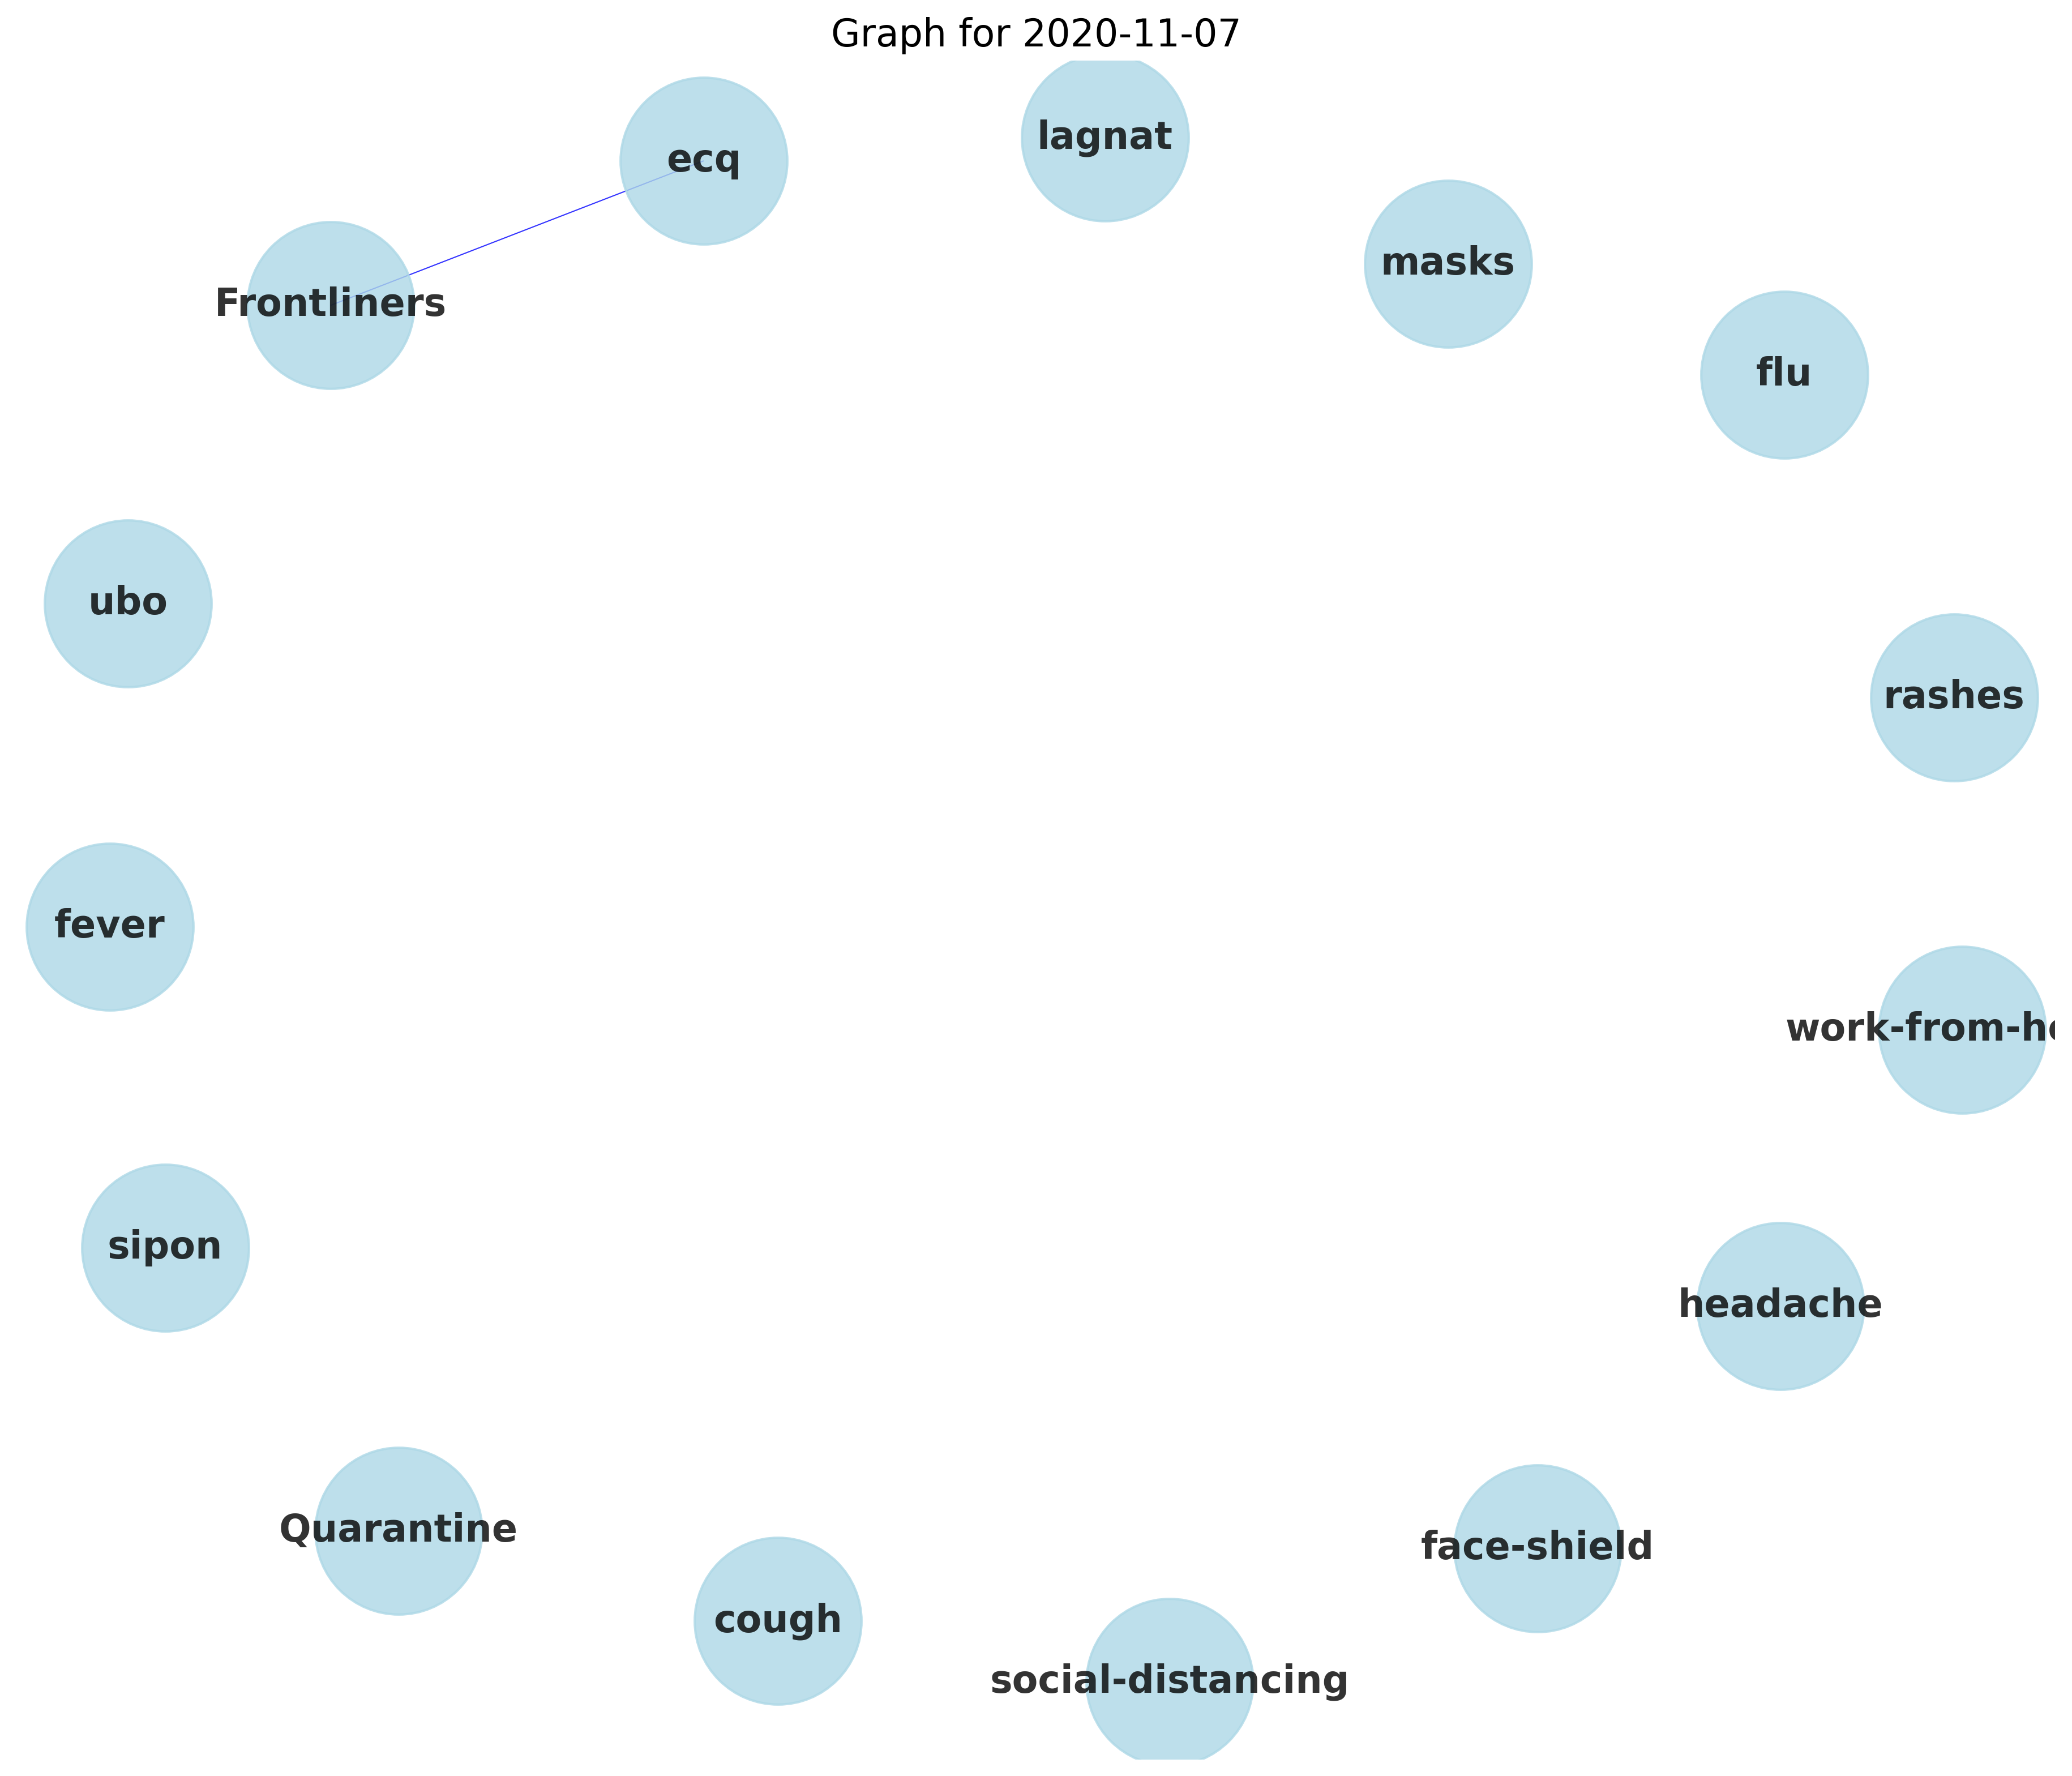 Graph for 2020-11-07
lagnat
ecq
masks
Frontliners
flu
ubo
rashes
fever
work-from-ho
sipon
headache
Quarantine
face-shield
cough
social-distancing